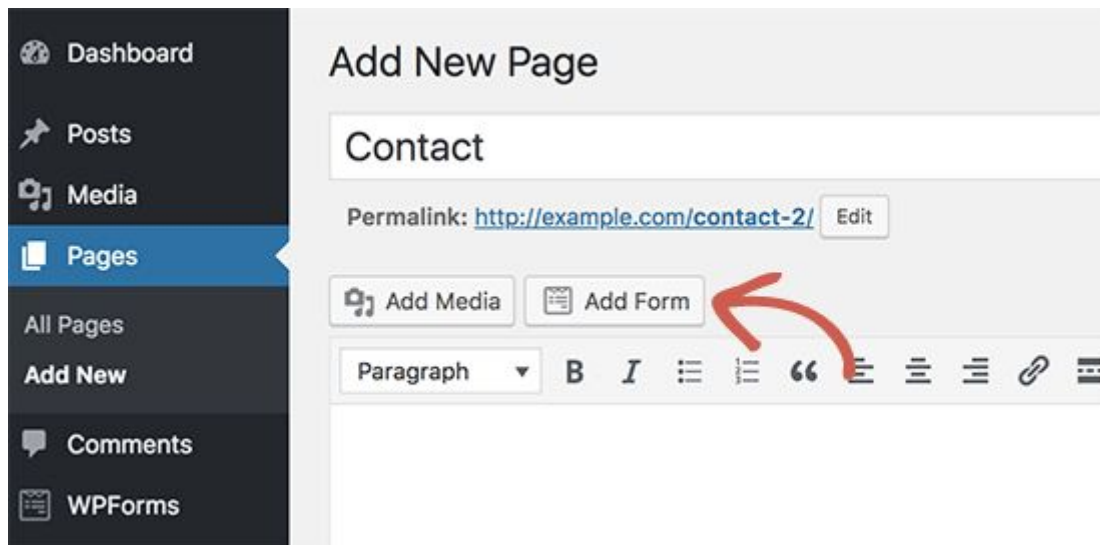 Dashboard
Posts
Media
Pages
All Pages
Add New
Comments
WPForms
Add New Page
Contact
Permalink: http://example.com/contact-2/ Edit
Add Media Add Form
Paragraph B I